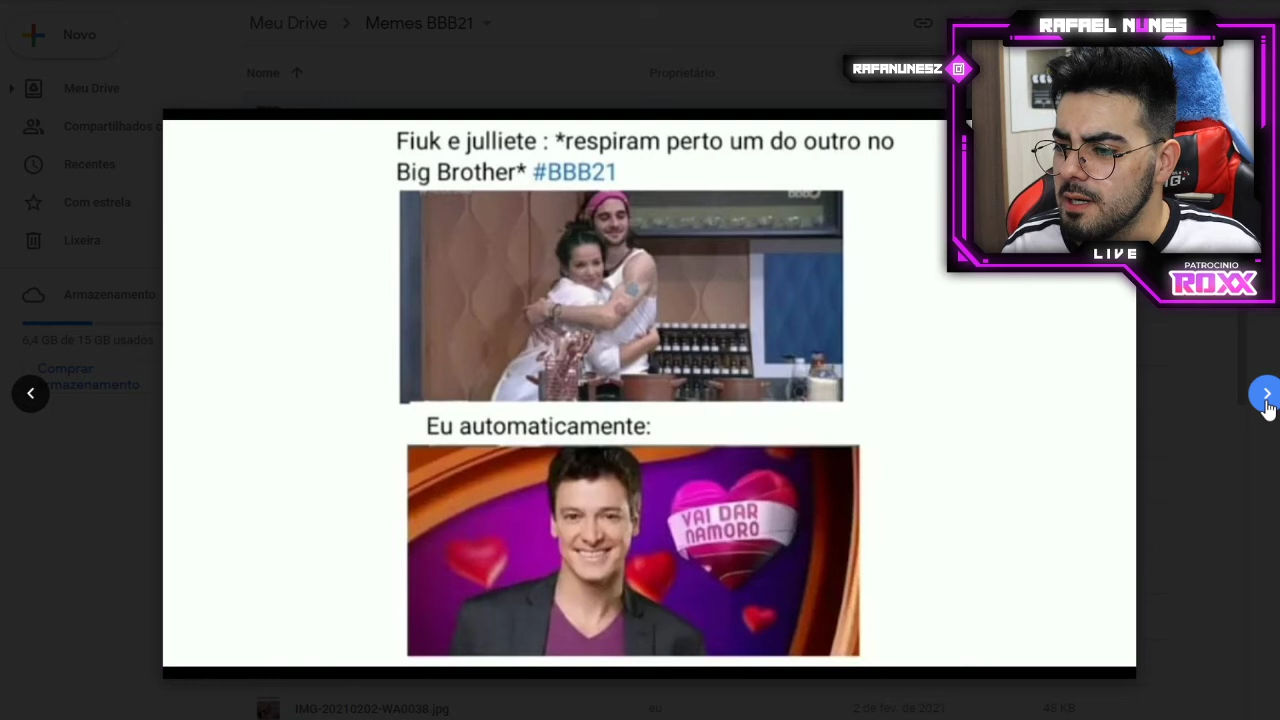 Novo
Meu Drive
Memes BBB21
Nome
Proprietário
Meu Drive
Compartilhados c
Recentes
Com estrela
Lixeira
Armazenamento
6,4 GB de 15 GB usados
Comprar
armazenamento
Fiuk e julliete : *respiram perto um do outro no
Big Brother* #BBB21
Eu automaticamente:
VAI DAR
NAMORO
RAFAEL NUNES
RAFANUNESZ
LIVE
PATROCINIO
ROXX
IMG-20210202-WA0038.jpg
eu
2 de fev. de 2021
48 KB